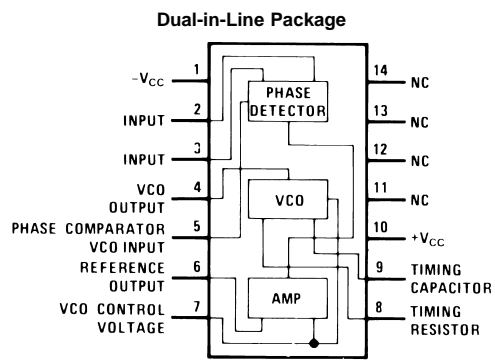 Dual-in-Line Package
1
-VCC
2
INPUT
3
INPUT
4
VCO
OUTPUT
5
PHASE COMPARATOR
VCO INPUT
6
REFERENCE
OUTPUT
7
VCO CONTROL
VOLTAGE
PHASE
DETECTOR
VCO
AMP
14
NC
13
NC
12
NC
11
NC
10
+VCC
9
TIMING
CAPACITOR
8
TIMING
RESISTOR